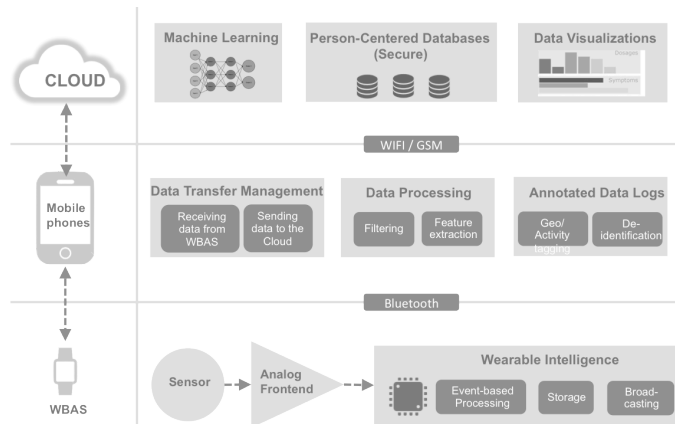 CLOUD
Machine Learning
Person-Centered Databases
(Secure)
Data Visualizations
Dosages
Symptoms
WIFI / GSM
Mobile
phones
Data Transfer Management
Receiving
data from
WBAS
Sending
data to the
Cloud
Data Processing
Filtering
Feature
extraction
Annotated Data Logs
Geo/
Activity
tagging
De-
identification
Bluetooth
WBAS
Sensor
Analog
Frontend
Wearable Intelligence
Event-based
Processing
Storage
Broad-
casting